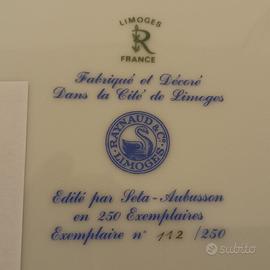 LIMOGES
R
FRANCE
Fabriqué et Décoré
Dans la Cité de Limoges
RAYNAUD & Co
LIMOGES
Edité par Seta-Aubusson
en 250 Exemplaires
Exemplaire n° 112 /250
subito